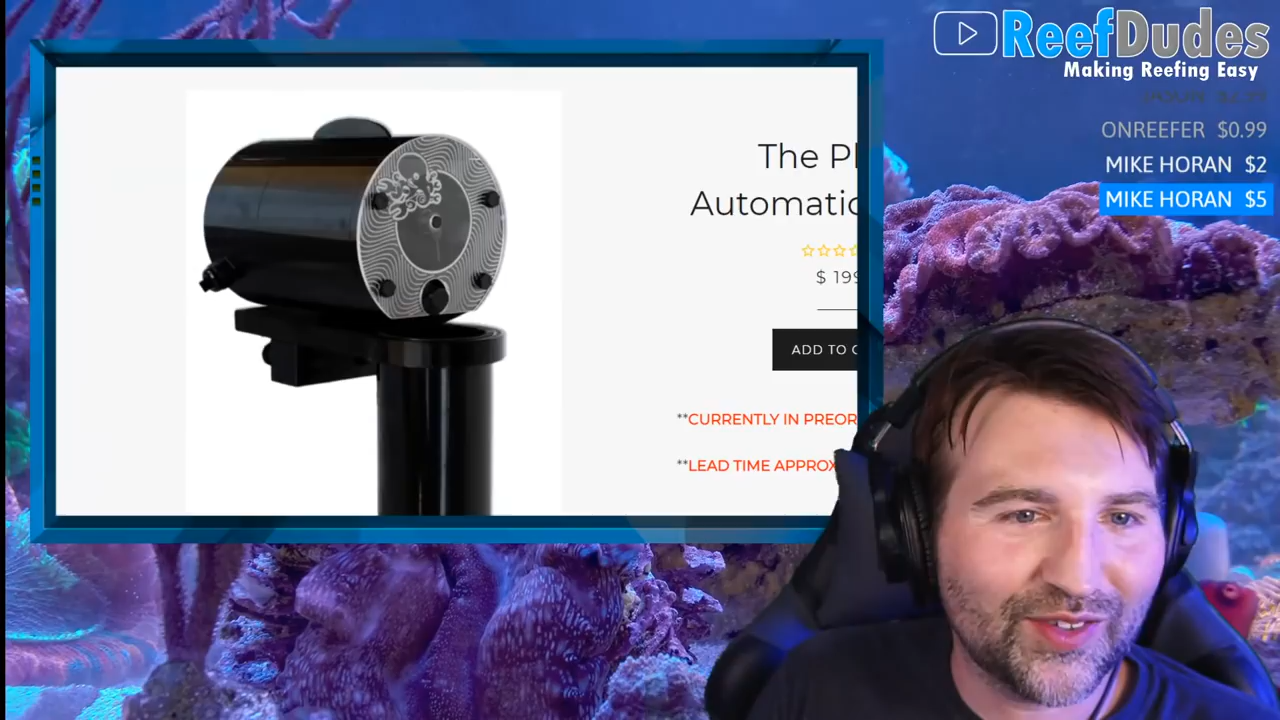 ReefDudes
Making Reefing Easy
ONREEFER $0.99
MIKE HORAN $2
MIKE HORAN $5
The Pl
Automatic
$ 199
ADD TO C
**CURRENTLY IN PREOR
**LEAD TIME APPROX